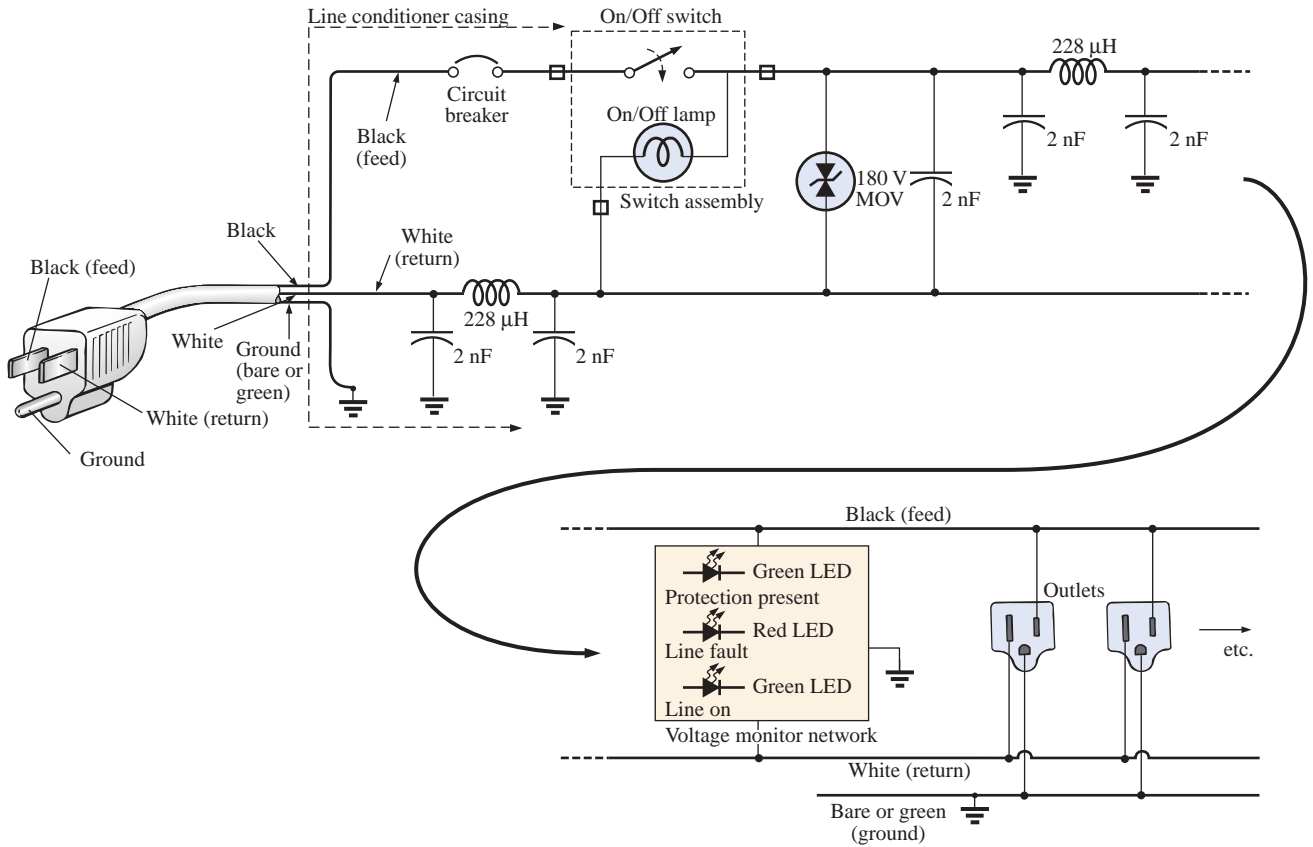 Line conditioner casing
On/Off switch
228 μH
Circuit
breaker
On/Off lamp
Black
(feed)
2 nF
2 nF
180 V
MOV
2 nF
Switch assembly
Black
White
(return)
Black (feed)
228 μH
White
Ground
(bare or
green)
2 nF
2 nF
White (return)
Ground
Black (feed)
Green LED
Protection present
Outlets
Red LED
Line fault
etc.
Green LED
Line on
Voltage monitor network
White (return)
Bare or green
(ground)